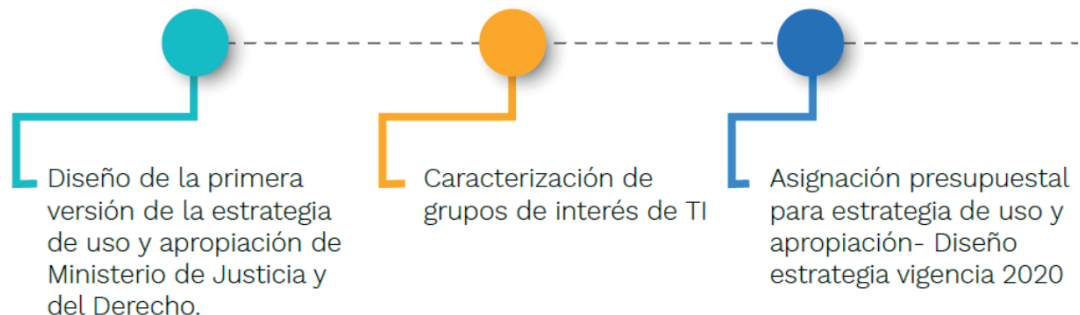 Diseño de la primera
versión de la estrategia
de uso y apropiación de
Ministerio de Justicia y
del Derecho.
Caracterización de
grupos de interés de TI
Asignación presupuestal
para estrategia de uso y
apropiación- Diseño
estrategia vigencia 2020